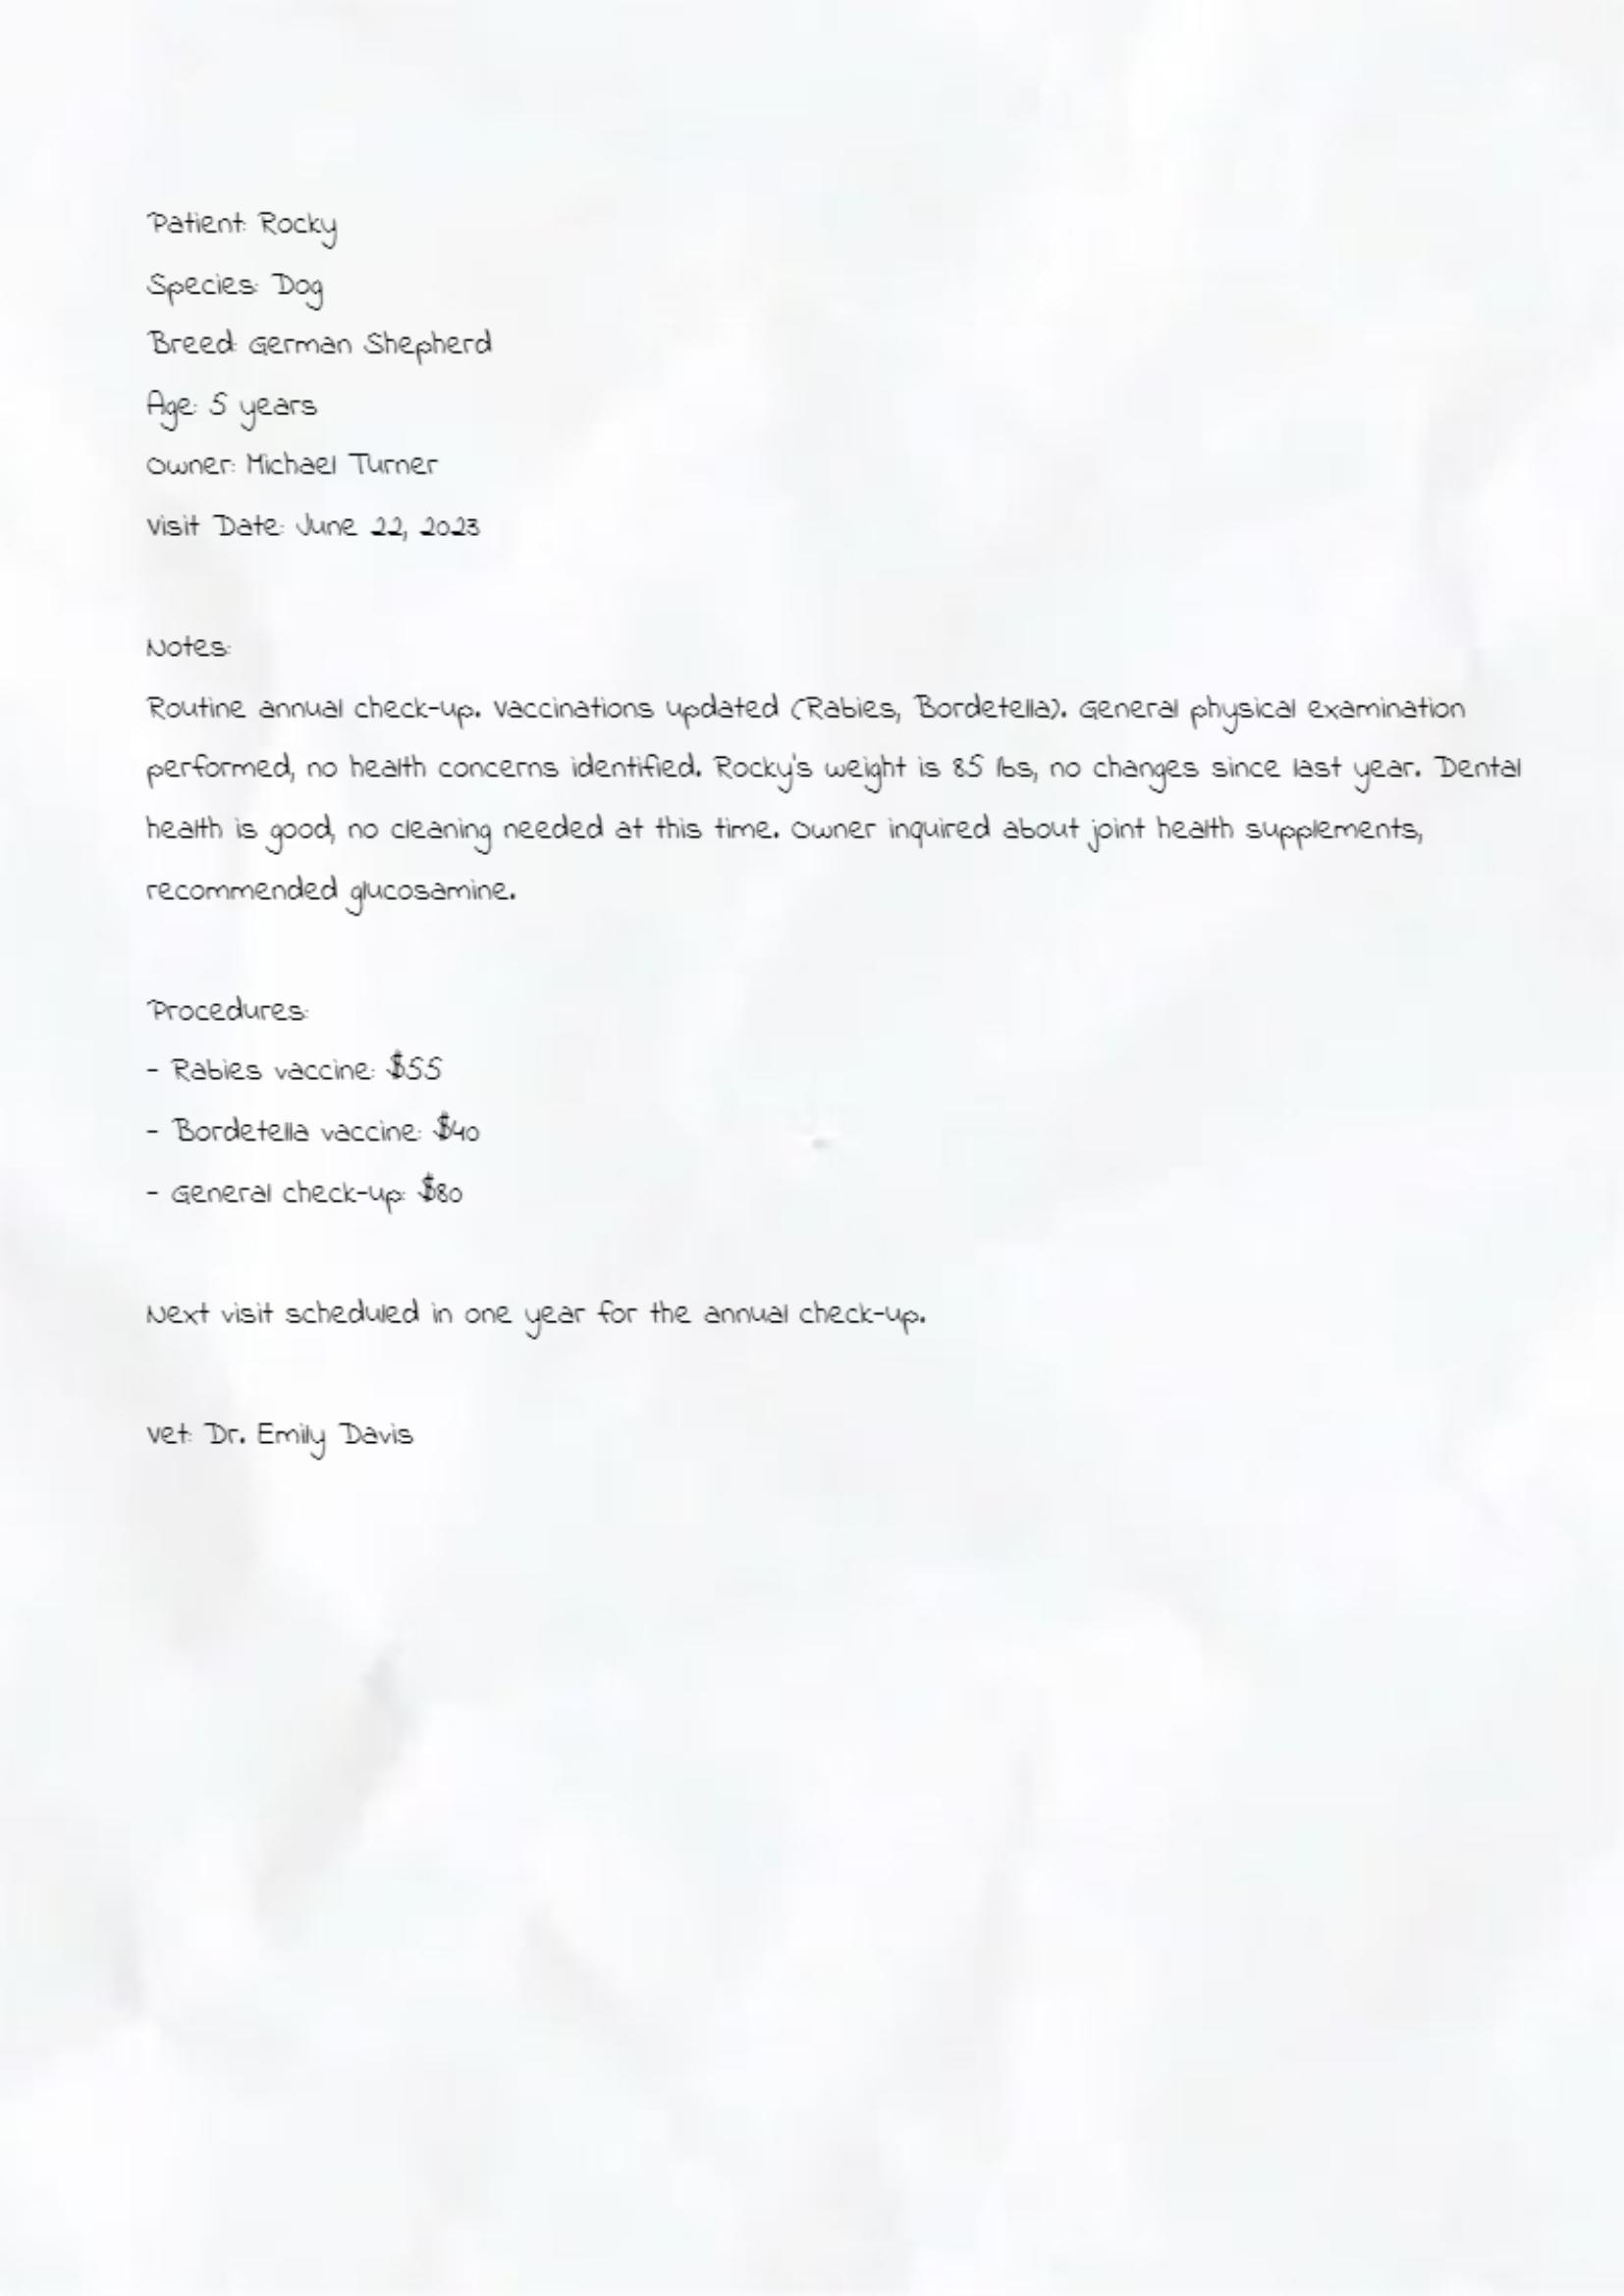 Patient: Rocky
Species: Dog
Breed: German Shepherd
Age: 5 years
Owner: Michael Turner
Visit Date: June 22, 2023
Notes:
Routine annual check-up. Vaccinations updated (Rabies, Bordetella). General physical examination
performed, no health concerns identified. Rocky's weight is 85 lbs, no changes since last year. Dental
health is good, no cleaning needed at this time. Owner inquired about joint health supplements,
recommended glucosamine.
Procedures:
- Rabies vaccine: $55
- Bordetella vaccine: $40
- General check-up: $80
Next visit scheduled in one year for the annual check-up.
Vet: Dr. Emily Davis